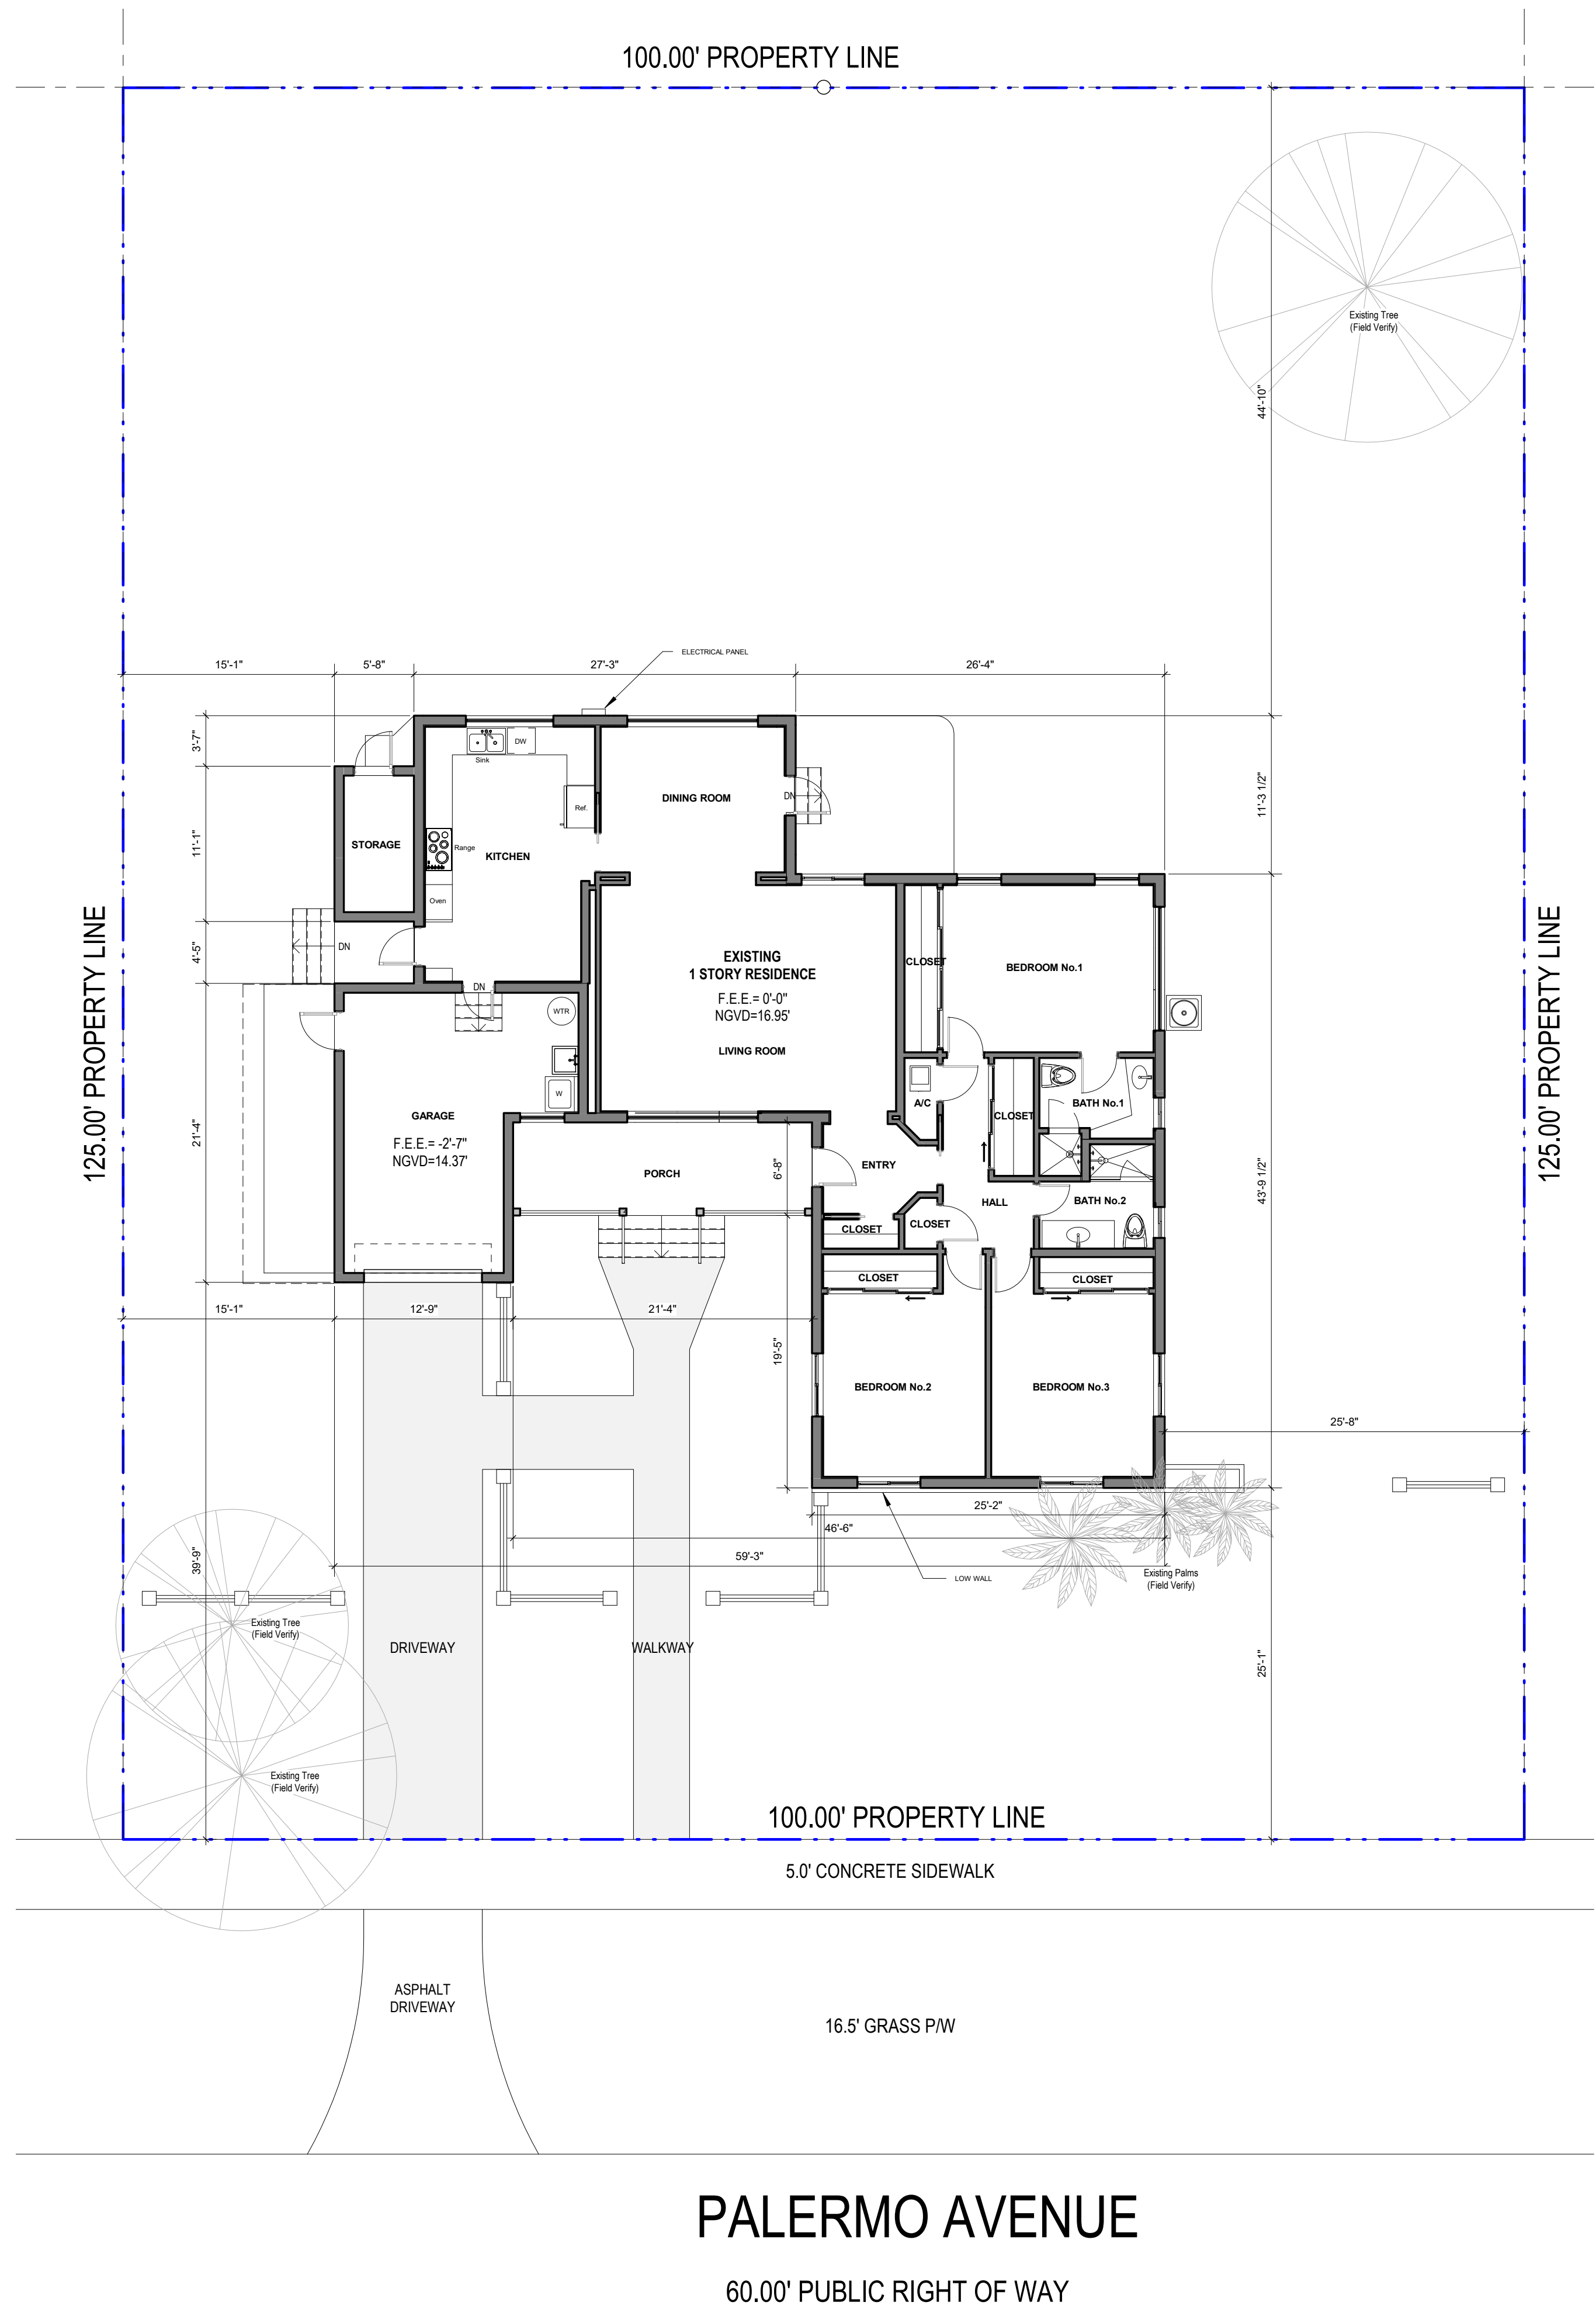 100.00' PROPERTY LINE
Existing Tree
(Field Verify)
44'-10"
ELECTRICAL PANEL
15'-1"
5'-8"
27'-3"
26'-4"
3'-7"
DW
Sink
DINING ROOM
DN
Ref.
11'-3 1/2"
11'-1"
STORAGE
Range
KITCHEN
Oven
125.00' PROPERTY LINE
125.00' PROPERTY LINE
4'-5"
DN
EXISTING
1 STORY RESIDENCE
F.E.E.= 0'-0"
NGVD=16.95'
LIVING ROOM
CLOSET
BEDROOM No.1
DN
WTR
W
21'-4"
GARAGE
F.E.E.= -2'-7"
NGVD=14.37'
A/C
CLOSET
BATH No.1
PORCH
6'-8"
ENTRY
HALL
BATH No.2
43'-9 1/2"
CLOSET
CLOSET
CLOSET
CLOSET
15'-1"
12'-9"
21'-4"
19'-5"
BEDROOM No.2
BEDROOM No.3
25'-8"
25'-2"
46'-6"
59'-3"
39'-9"
LOW WALL
Existing Palms
(Field Verify)
Existing Tree
(Field Verify)
DRIVEWAY
WALKWAY
25'-1"
Existing Tree
(Field Verify)
100.00' PROPERTY LINE
5.0' CONCRETE SIDEWALK
ASPHALT
DRIVEWAY
16.5' GRASS P/W
PALERMO AVENUE
60.00' PUBLIC RIGHT OF WAY